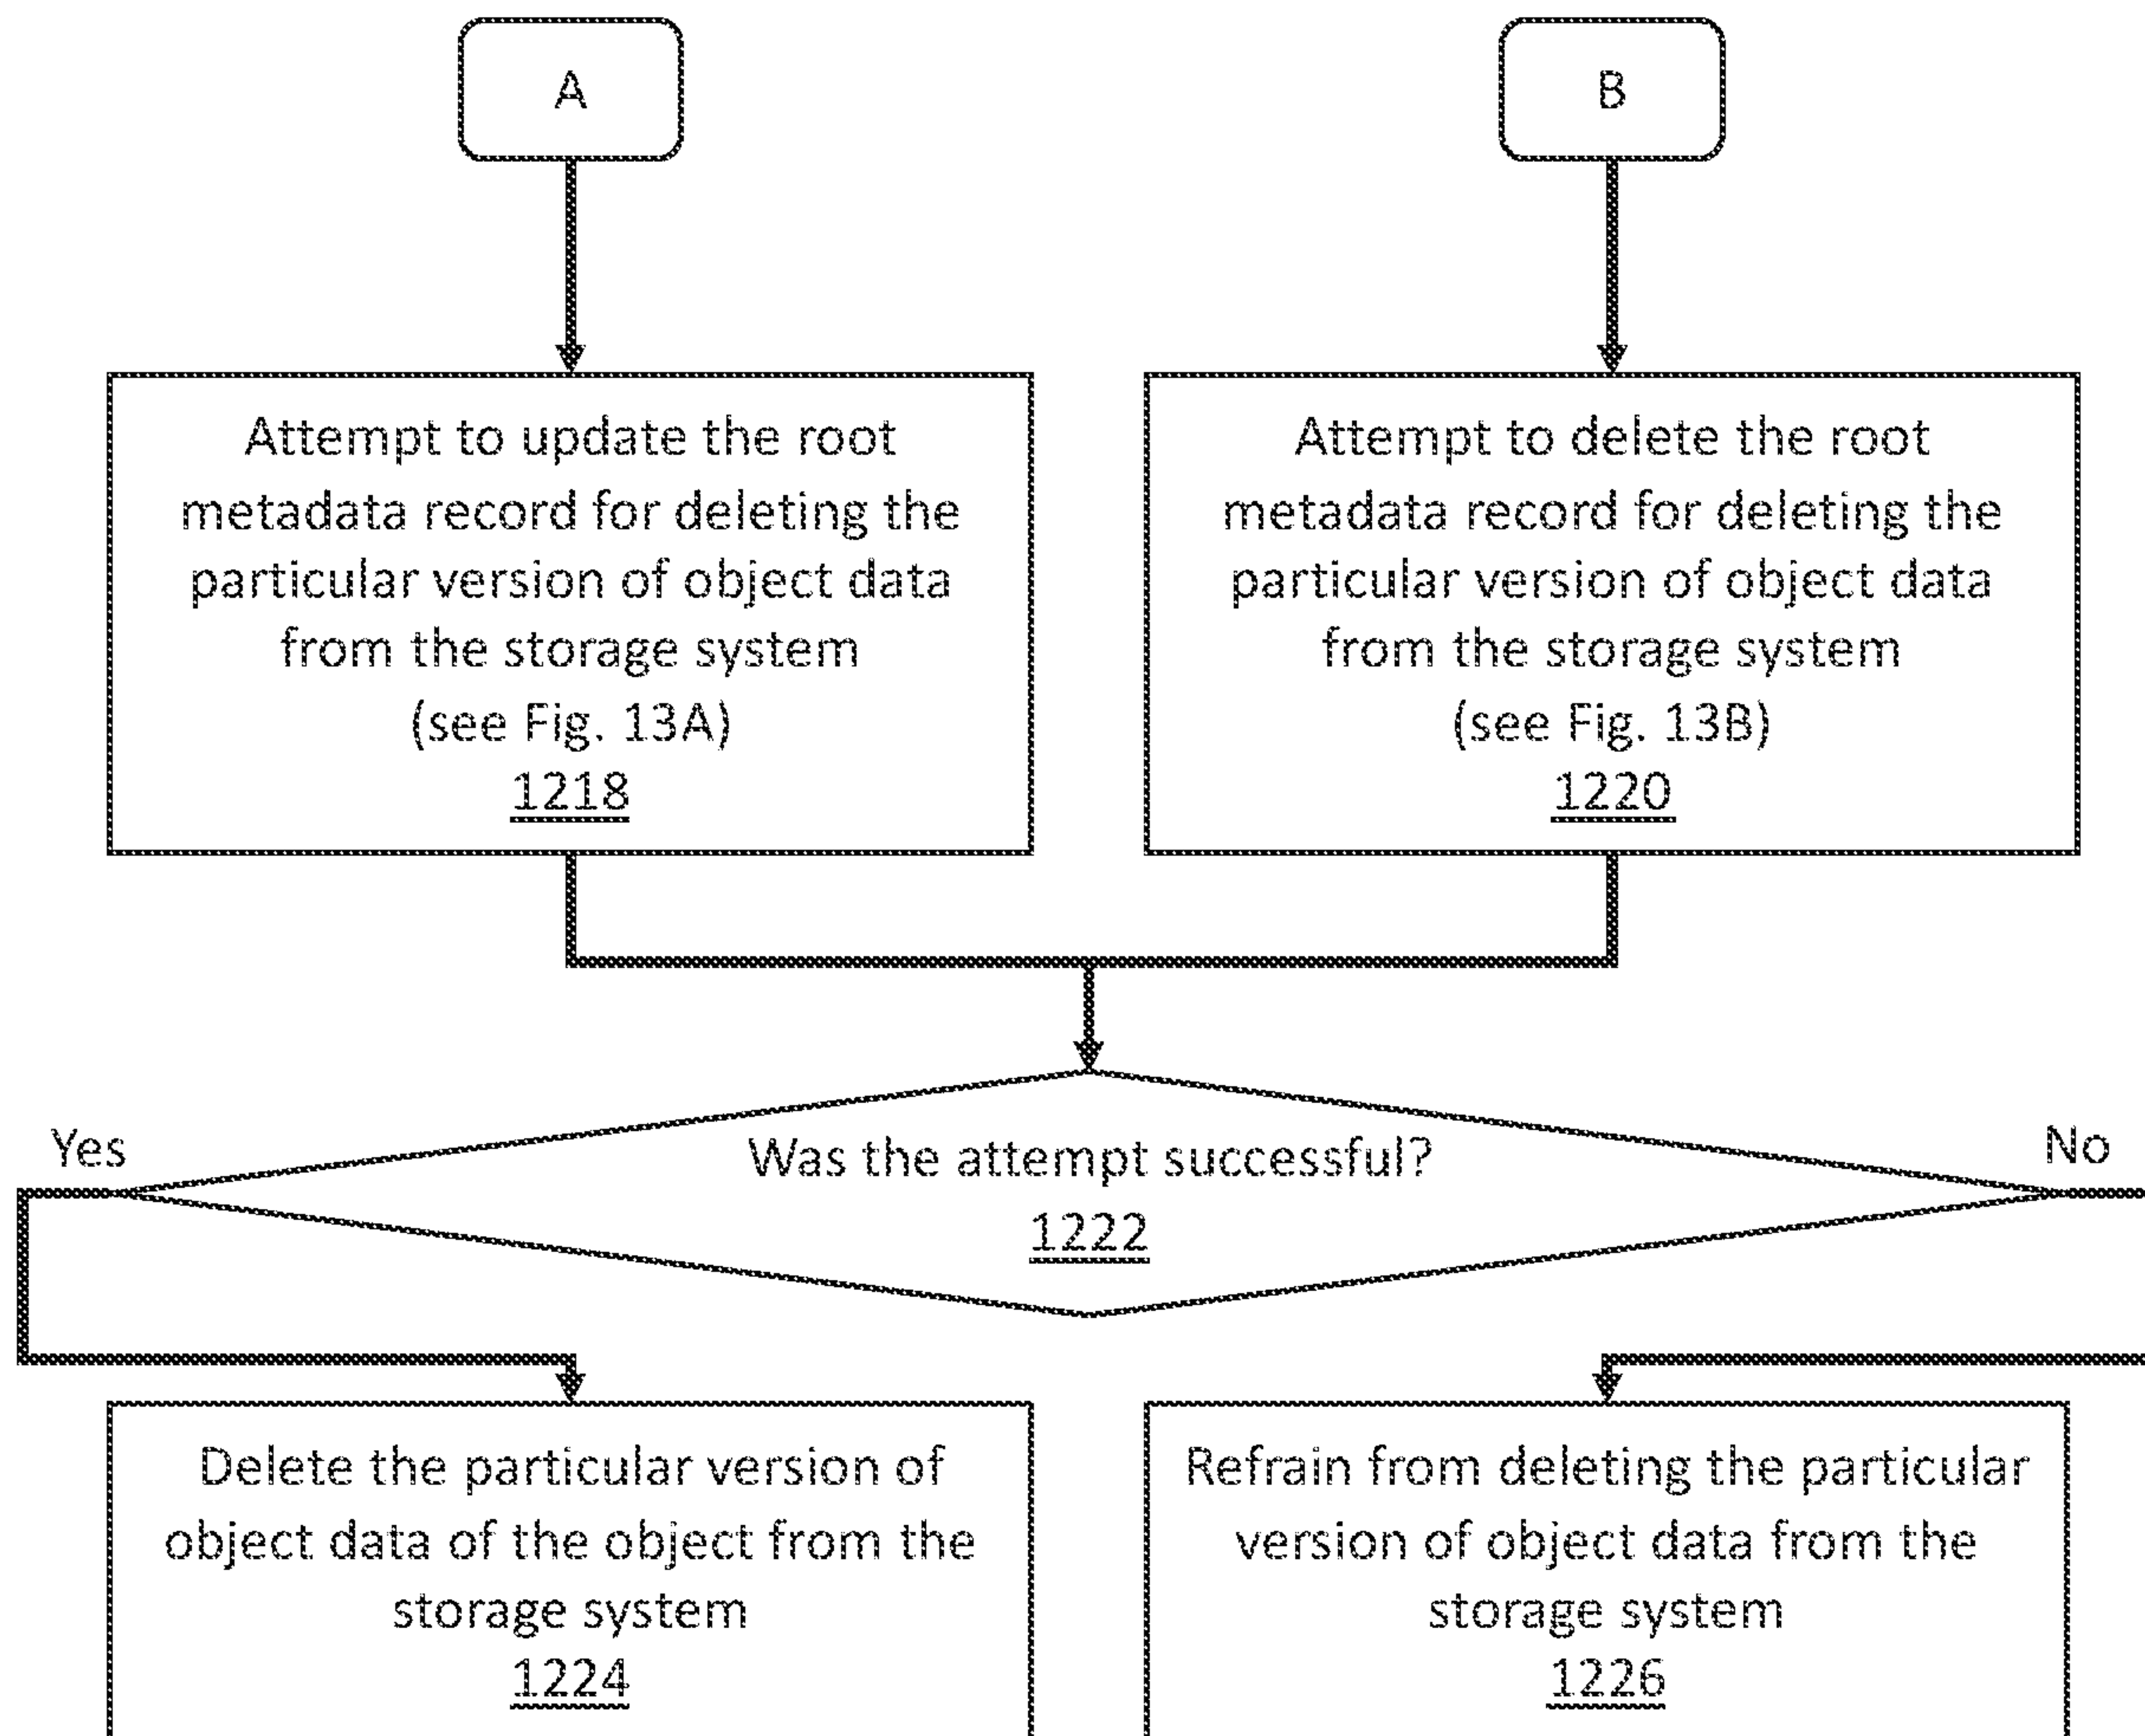 A
B
Attempt to update the root
metadata record for deleting the
particular version of object data
from the storage system
(see Fig. 13A)
1218
Attempt to delete the root
metadata record for deleting the
particular version of object data
from the storage system
(see Fig. 13B)
1220
Yes
Was the attempt successful?
1222
No
Delete the particular version of
object data of the object from the
storage system
1224
Refrain from deleting the particular
version of object data from the
storage system
1226